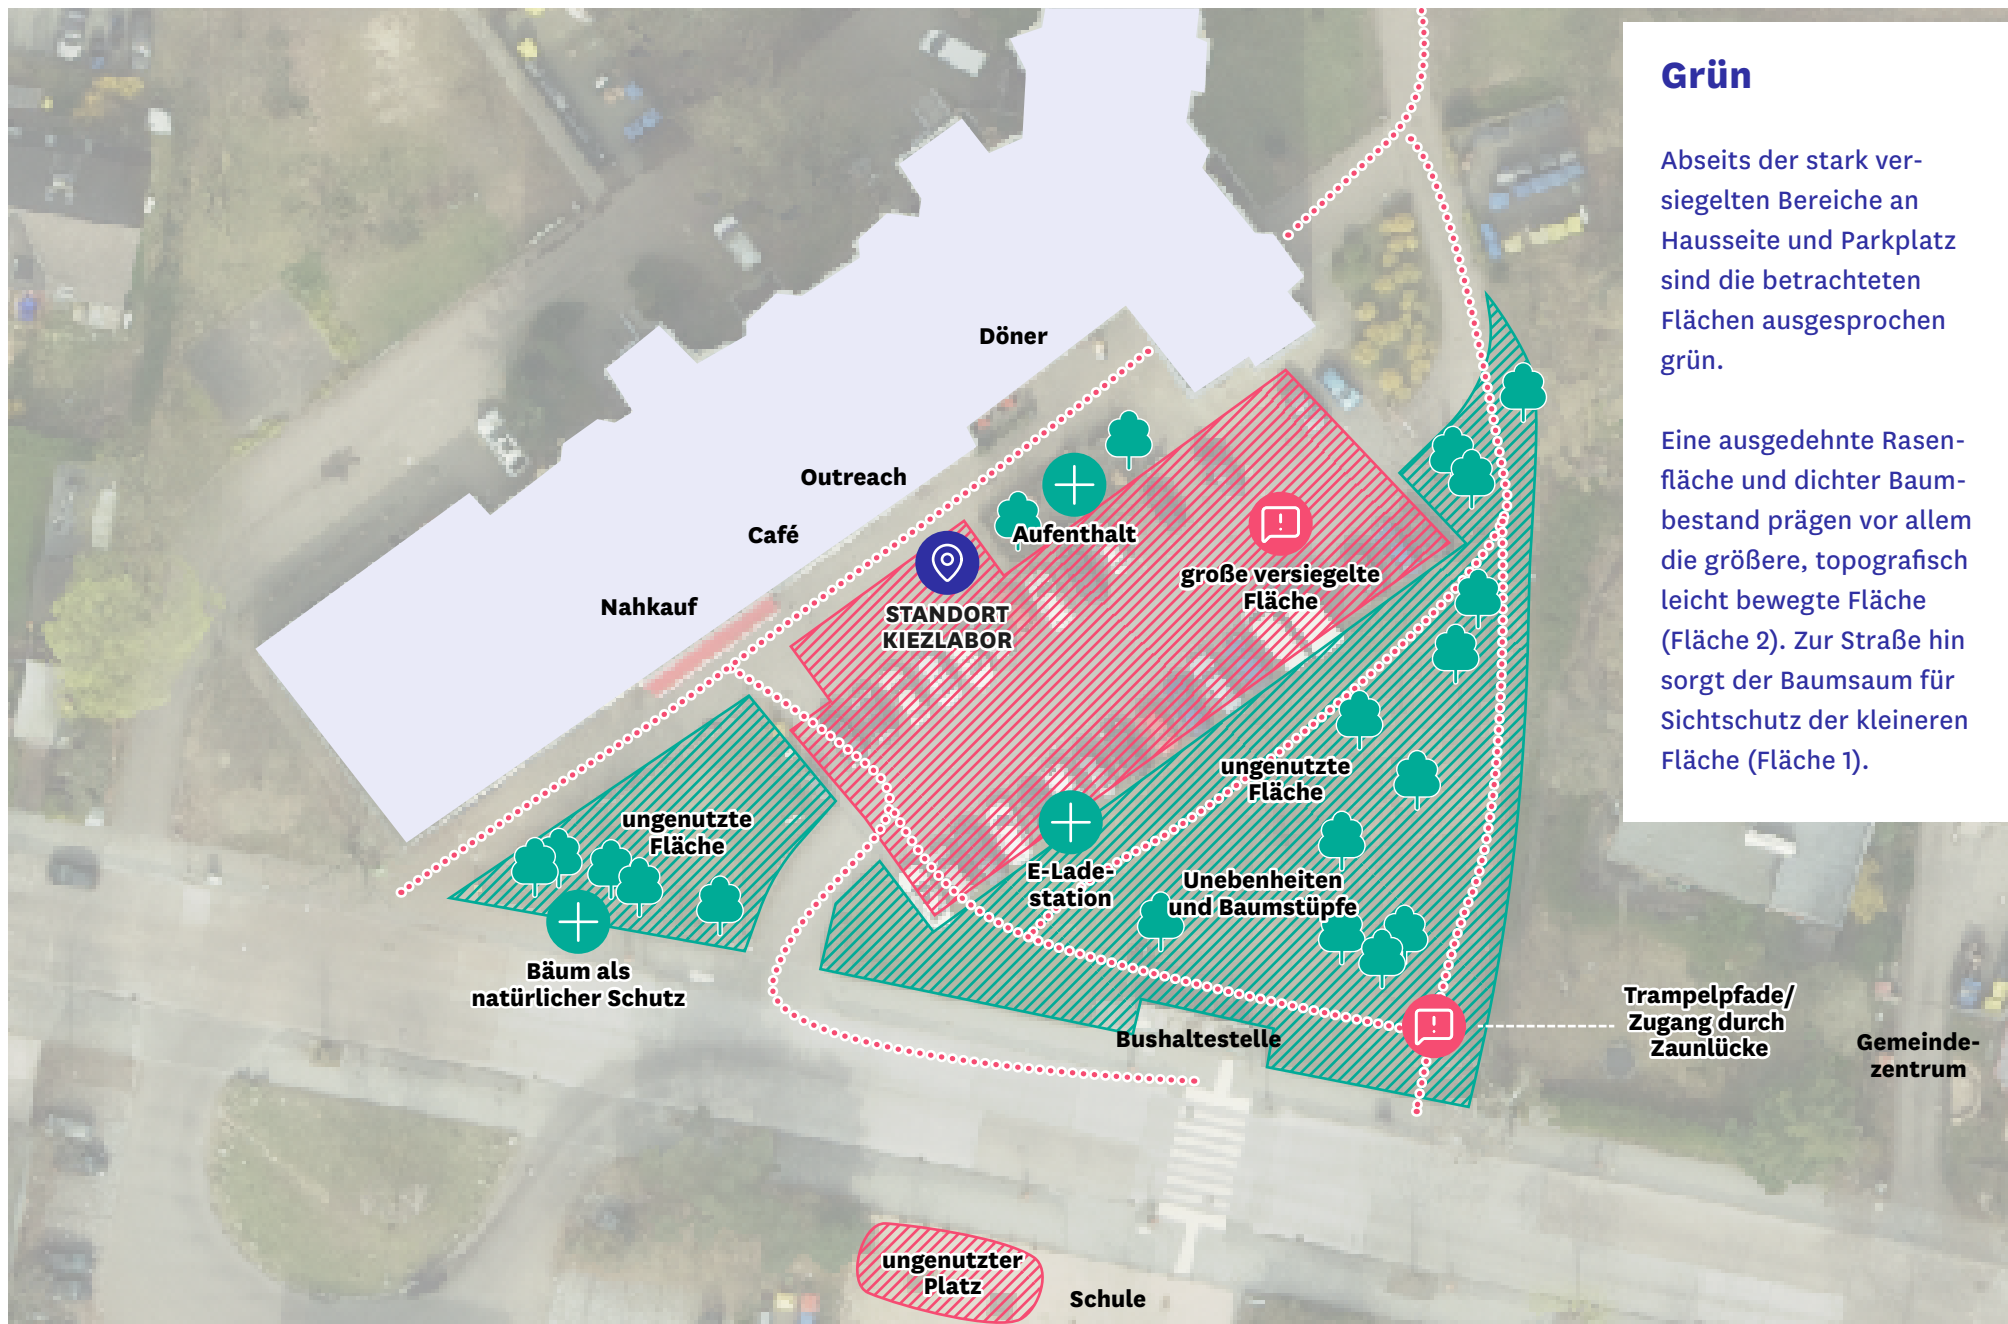 Grün
Abseits der stark ver-
siegelten Bereiche an
Hausseite und Parkplatz
sind die betrachteten
Flächen ausgesprochen
grün.
Eine ausgedehnte Rasen-
fläche und dichter Baum-
bestand prägen vor allem
die größere, topografisch
leicht bewegte Fläche
(Fläche 2). Zur Straße hin
sorgt der Baumsaum für
Sichtschutz der kleineren
Fläche (Fläche 1).
Döner
Outreach
Café
Nahkauf
Aufenthalt
STANDORT
KIEZLABOR
große versiegelte
Fläche
ungenutzte
Fläche
ungenutzte
Fläche
E-Lade-
station
Unebenheiten
und Baumstüpfe
Bäum als
natürlicher Schutz
Bushaltestelle
Trampelpfade/
Zugang durch
Zaunlücke
Gemeinde-
zentrum
ungenutzter
Platz
Schule